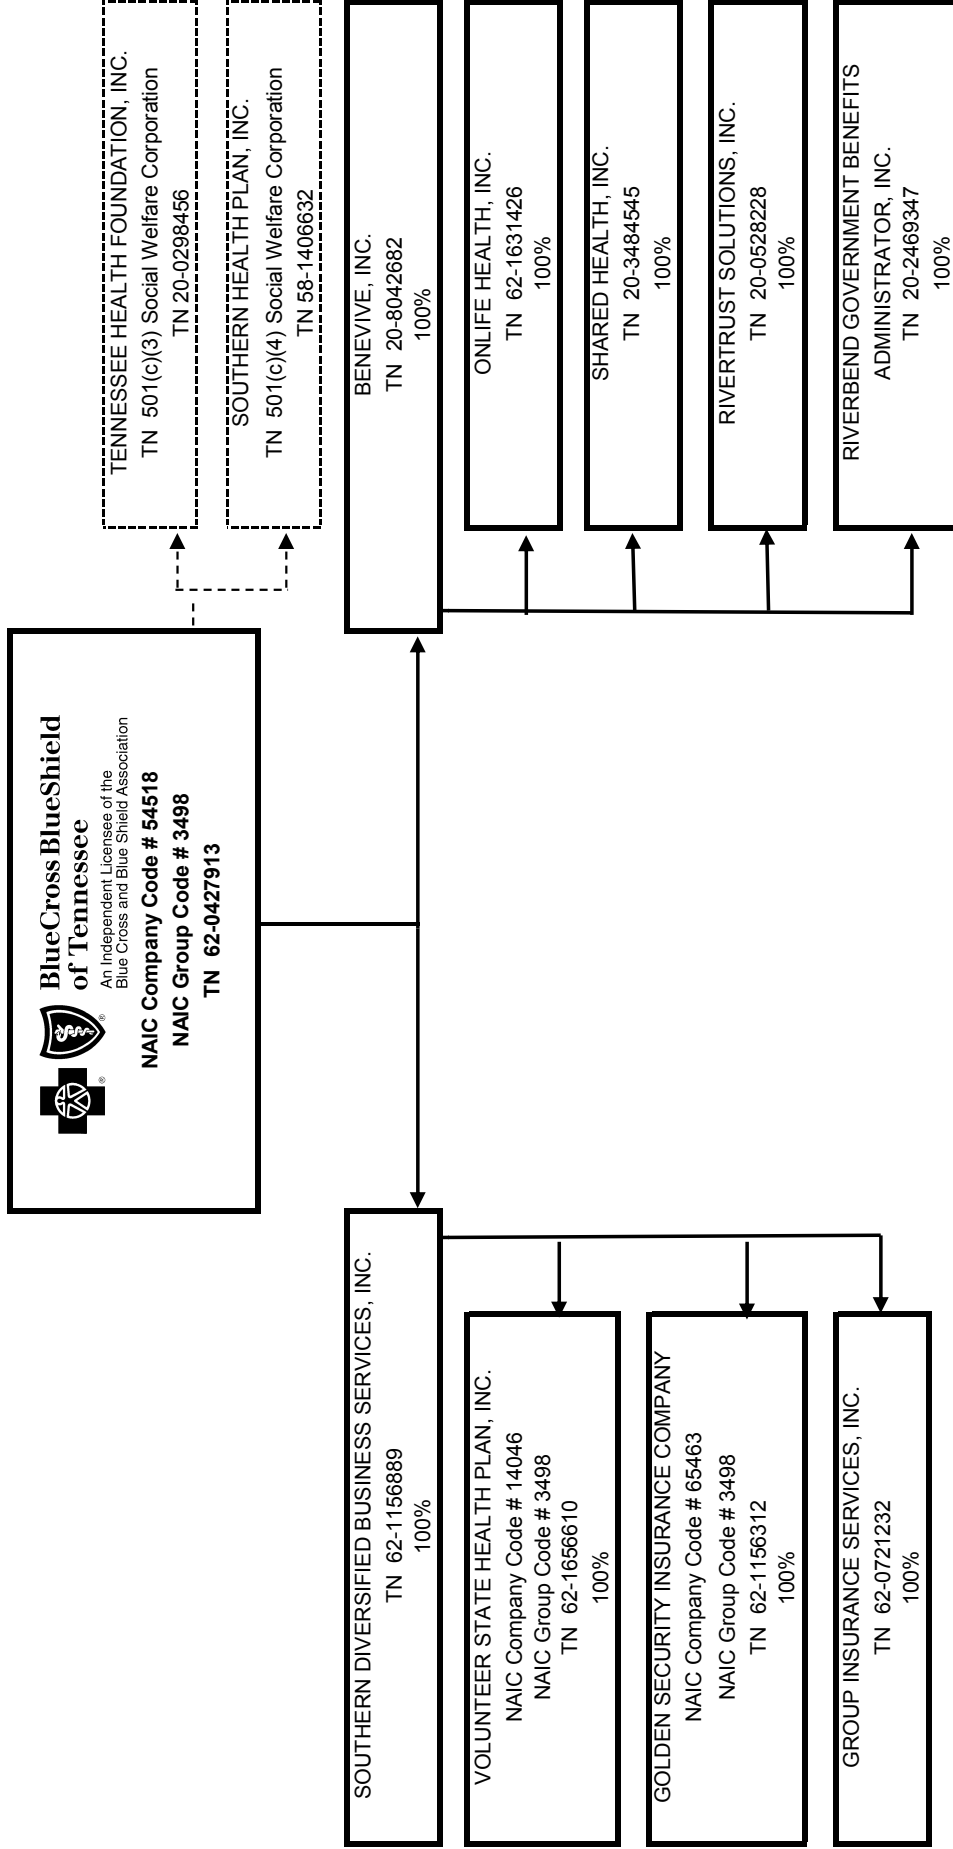 BlueCross BlueShield
of Tennessee
An Independent Licensee of the
Blue Cross and Blue Shield Association
® ®
NAIC Company Code # 54518
NAIC Group Code # 3498
TN 62-0427913
TENNESSEE HEALTH FOUNDATION, INC.
TN 501(c)(3) Social Welfare Corporation
TN 20-0298456
SOUTHERN HEALTH PLAN, INC.
TN 501(c)(4) Social Welfare Corporation
TN 58-1406632
SOUTHERN DIVERSIFIED BUSINESS SERVICES, INC.
TN 62-1156889
100%
VOLUNTEER STATE HEALTH PLAN, INC.
NAIC Company Code # 14046
NAIC Group Code # 3498
TN 62-1656610
100%
GOLDEN SECURITY INSURANCE COMPANY
NAIC Company Code # 65463
NAIC Group Code # 3498
TN 62-1156312
100%
GROUP INSURANCE SERVICES, INC.
TN 62-0721232
100%
BENEVIVE, INC.
TN 20-8042682
100%
ONLIFE HEALTH, INC.
TN 62-1631426
100%
SHARED HEALTH, INC.
TN 20-3484545
100%
RIVERTRUST SOLUTIONS, INC.
TN 20-0528228
100%
RIVERBEND GOVERNMENT BENEFITS
ADMINISTRATOR, INC.
TN 20-2469347
100%